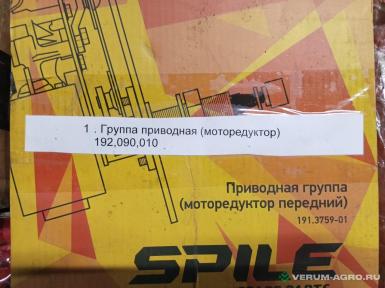 1 . Группа приводная (моторедуктор)
192,090,010
Приводная группа
(моторедуктор передний)
191.3759-01
SPILE
VERUM-AGRO.RU